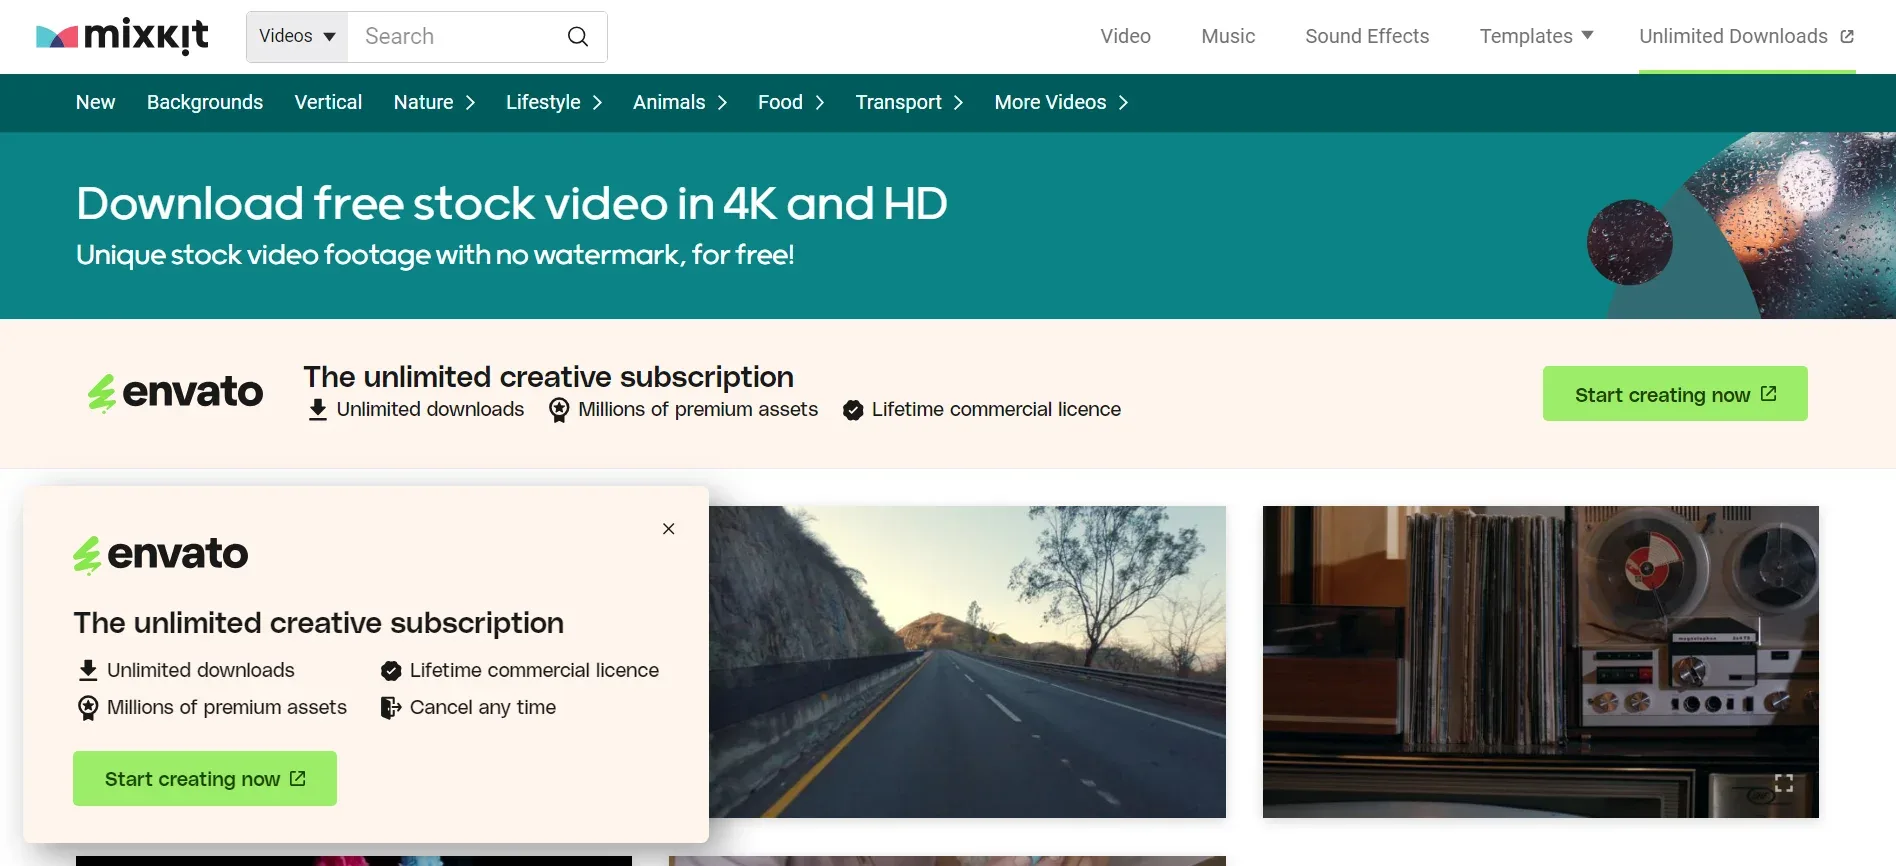 mixkit
Videos Search
Video Music Sound Effects Templates Unlimited Downloads
New Backgrounds Vertical Nature Lifestyle Animals Food Transport More Videos
Download free stock video in 4K and HD
Unique stock video footage with no watermark, for free!
envato
The unlimited creative subscription
Unlimited downloads Millions of premium assets Lifetime commercial licence
Start creating now
envato
The unlimited creative subscription
Unlimited downloads Lifetime commercial licence
Millions of premium assets Cancel any time
Start creating now